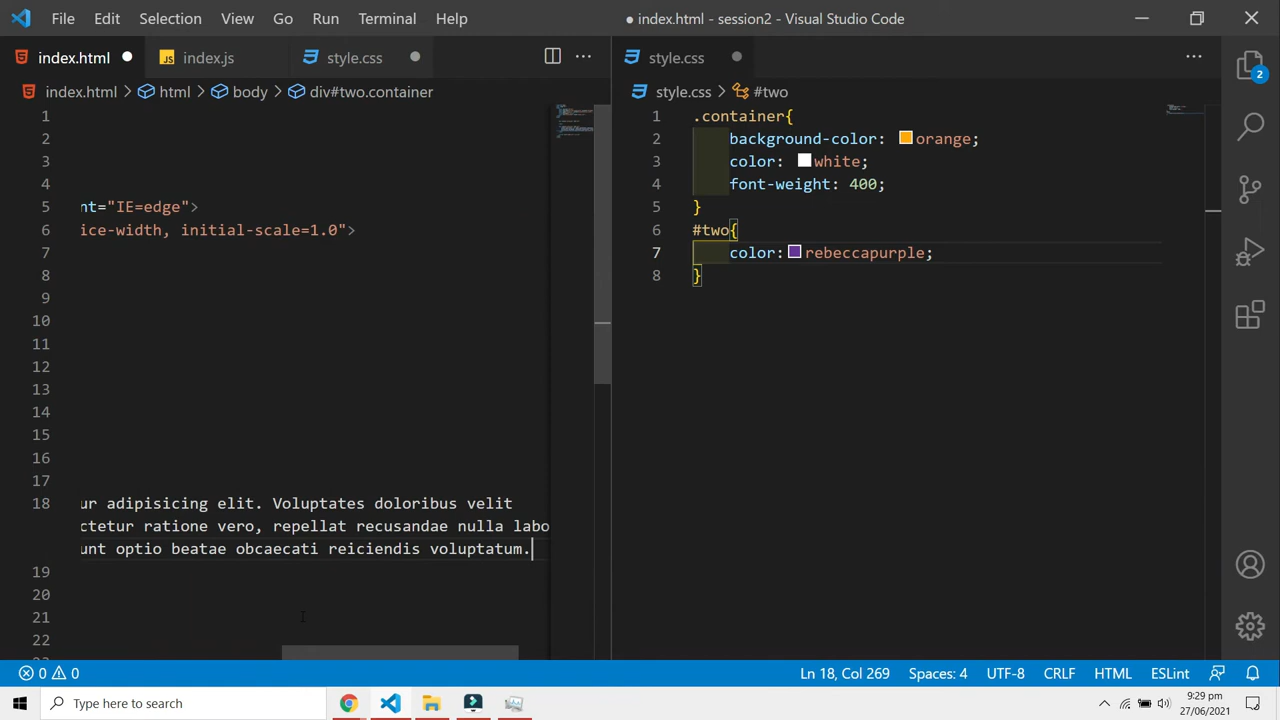 File Edit Selection View Go Run Terminal Help
● index.html - session2 - Visual Studio Code
index.html
JS index.js
style.css
index.html > html > body > div#two.container
1
2
3
4
5 nt="IE=edge">
6 ice-width, initial-scale=1.0">
7
8
9
10
11
12
13
14
15
16
17
18 ur adipisicing elit. Voluptates doloribus velit
ctetur ratione vero, repellat recusandae nulla labo
unt optio beatae obcaecati reiciendis voluptatum.
19
20
21
22
style.css
style.css > #two
1 .container{
2 background-color: orange;
3 color: white;
4 font-weight: 400;
5 }
6 #two{
7 color: rebeccapurple;
8 }
2
0 0
Ln 18, Col 269
Spaces: 4
UTF-8
CRLF
HTML
ESLint
Type here to search
9:29 pm
27/06/2021